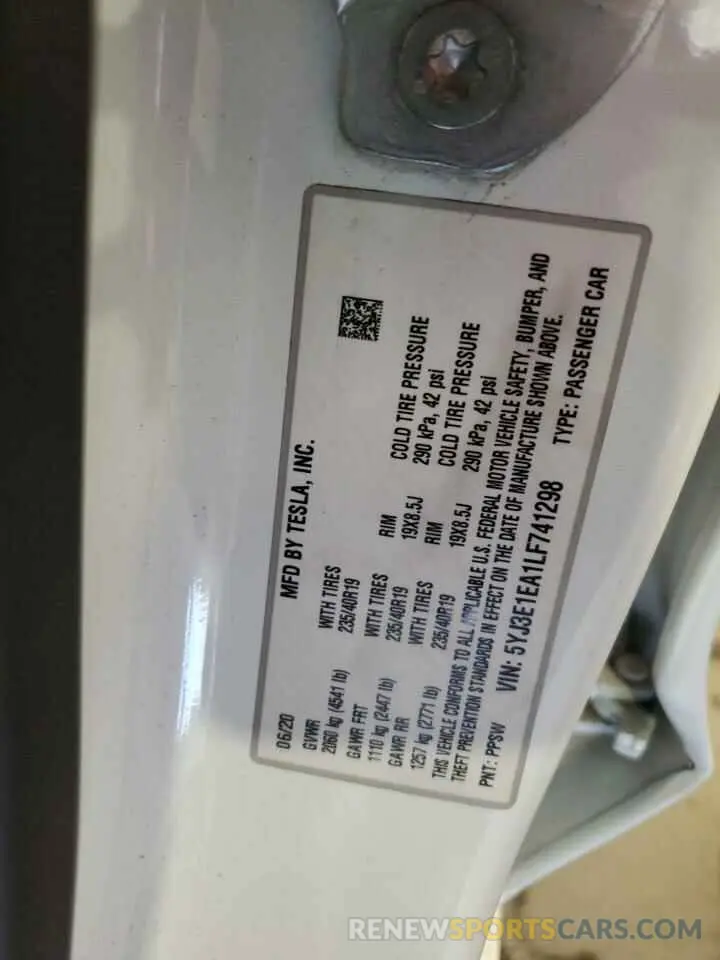 MFD BY TESLA, INC.
06/20
GVWR
2060 kg (4541 lb) WITH TIRES 235/40R19 RIM 19X8.5J COLD TIRE PRESSURE 290 kPa, 42 psi
GAWR FRT
1110 kg (2447 lb) WITH TIRES 235/40R19 RIM 19X8.5J COLD TIRE PRESSURE 290 kPa, 42 psi
GAWR RR
1257 kg (2771 lb) WITH TIRES 235/40R19
THIS VEHICLE CONFORMS TO ALL APPLICABLE U.S. FEDERAL MOTOR VEHICLE SAFETY, BUMPER, AND
THEFT PREVENTION STANDARDS IN EFFECT ON THE DATE OF MANUFACTURE SHOWN ABOVE.
PNT: PPSW VIN: 5YJ3E1EA1LF741298 TYPE: PASSENGER CAR
RENEWSPORTSCARS.COM